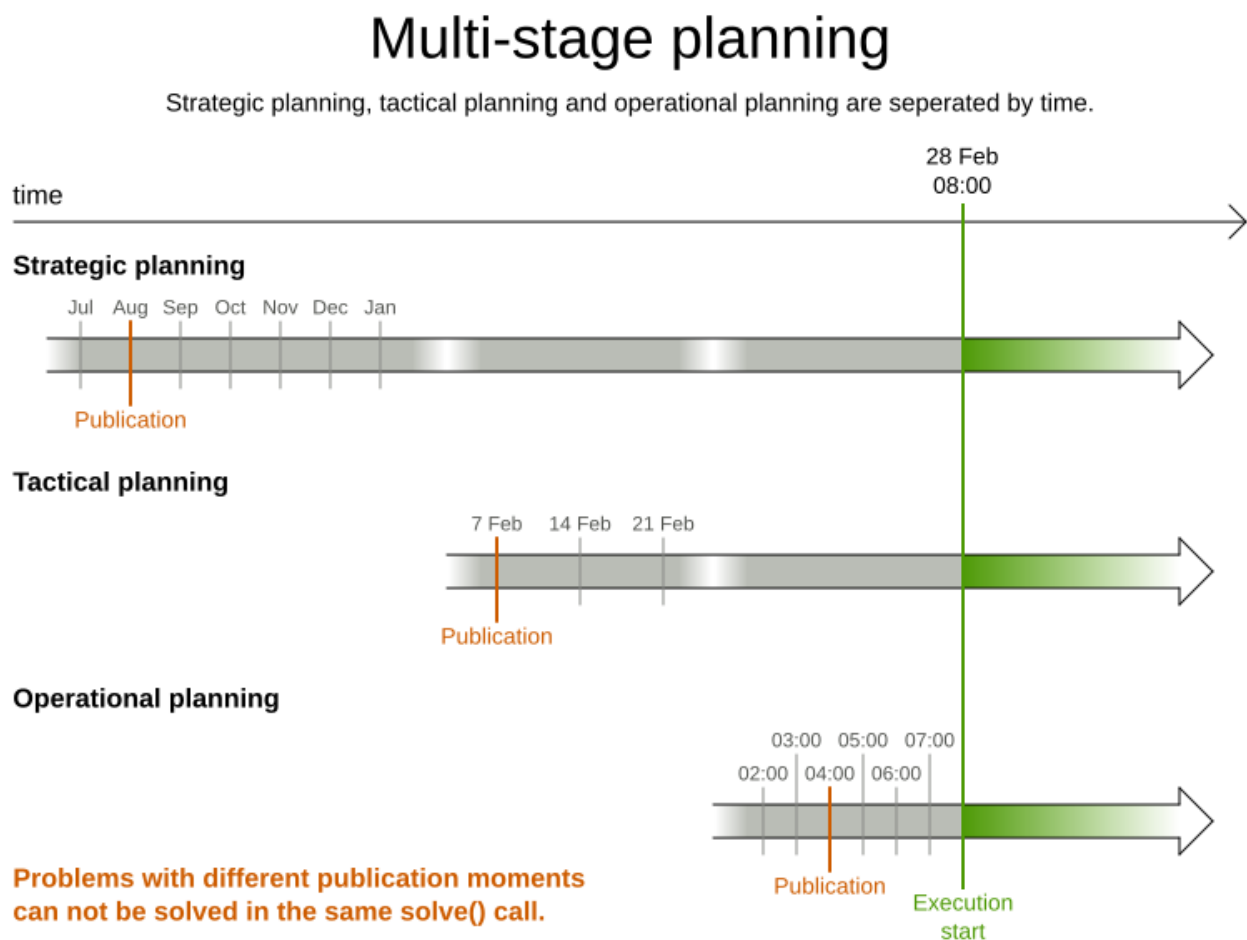 Multi-stage planning
Strategic planning, tactical planning and operational planning are seperated by time.
28 Feb
08:00
time
Strategic planning
Jul Aug Sep Oct Nov Dec Jan
Publication
Tactical planning
7 Feb 14 Feb 21 Feb
Publication
Operational planning
03:00 05:00 07:00
02:00 04:00 06:00
Publication
Execution
start
Problems with different publication moments
can not be solved in the same solve() call.